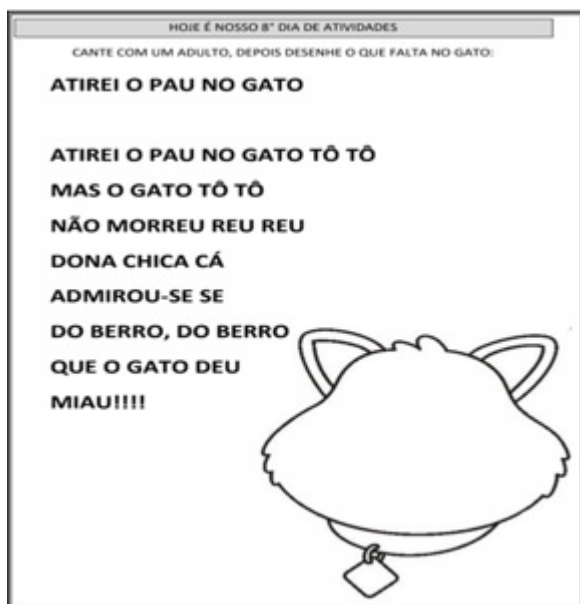 HOJE É NOSSO 8° DIA DE ATIVIDADES
CANTE COM UM ADULTO, DEPOIS DESENHE O QUE FALTA NO GATO:
ATIREI O PAU NO GATO
ATIREI O PAU NO GATO TÔ TÔ
MAS O GATO TÔ TÔ
NÃO MORREU REU REU
DONA CHICA CÁ
ADMIROU-SE SE
DO BERRO, DO BERRO
QUE O GATO DEU
MIAU!!!!